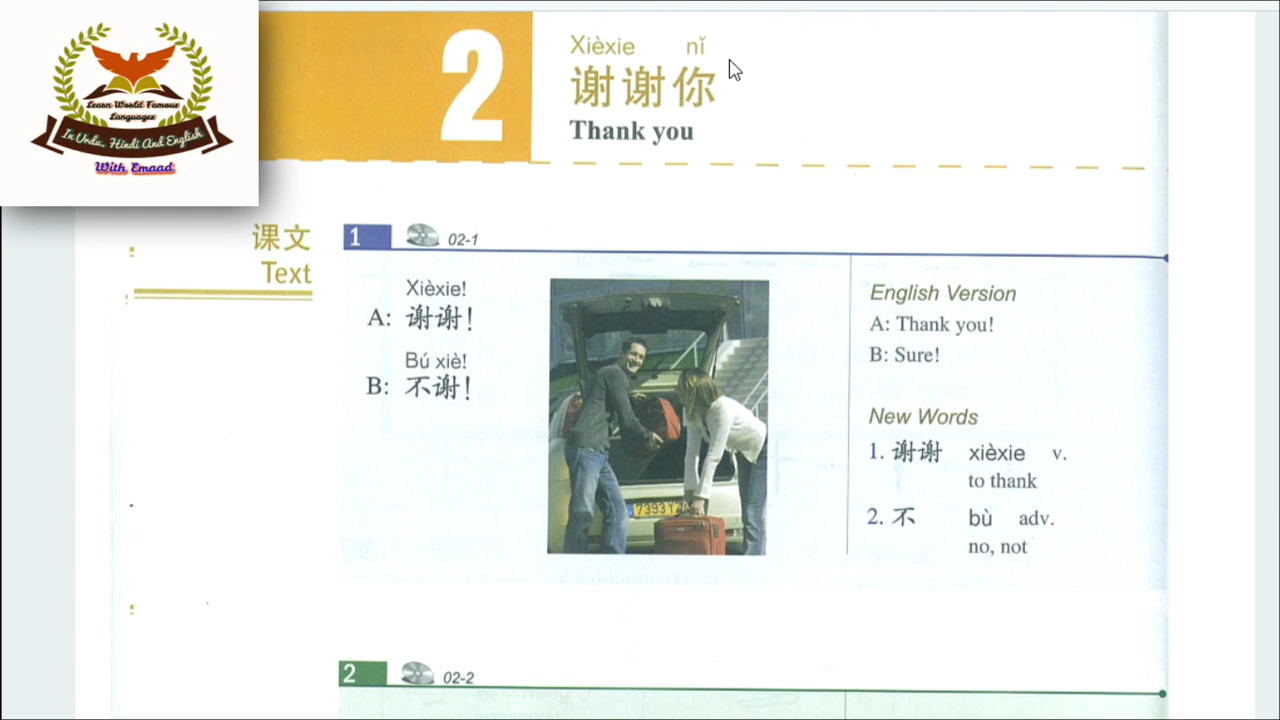 Learn World Famous
Languages
In Urdu, Hindi And English
With Emaad
2
Xièxie nǐ
谢谢你
Thank you
课文
Text
1
02-1
Xièxie!
A: 谢谢!
Bú xiè!
B: 不谢!
English Version
A: Thank you!
B: Sure!
New Words
1. 谢谢 xièxie v.
to thank
2. 不 bù adv.
no, not
2
02-2